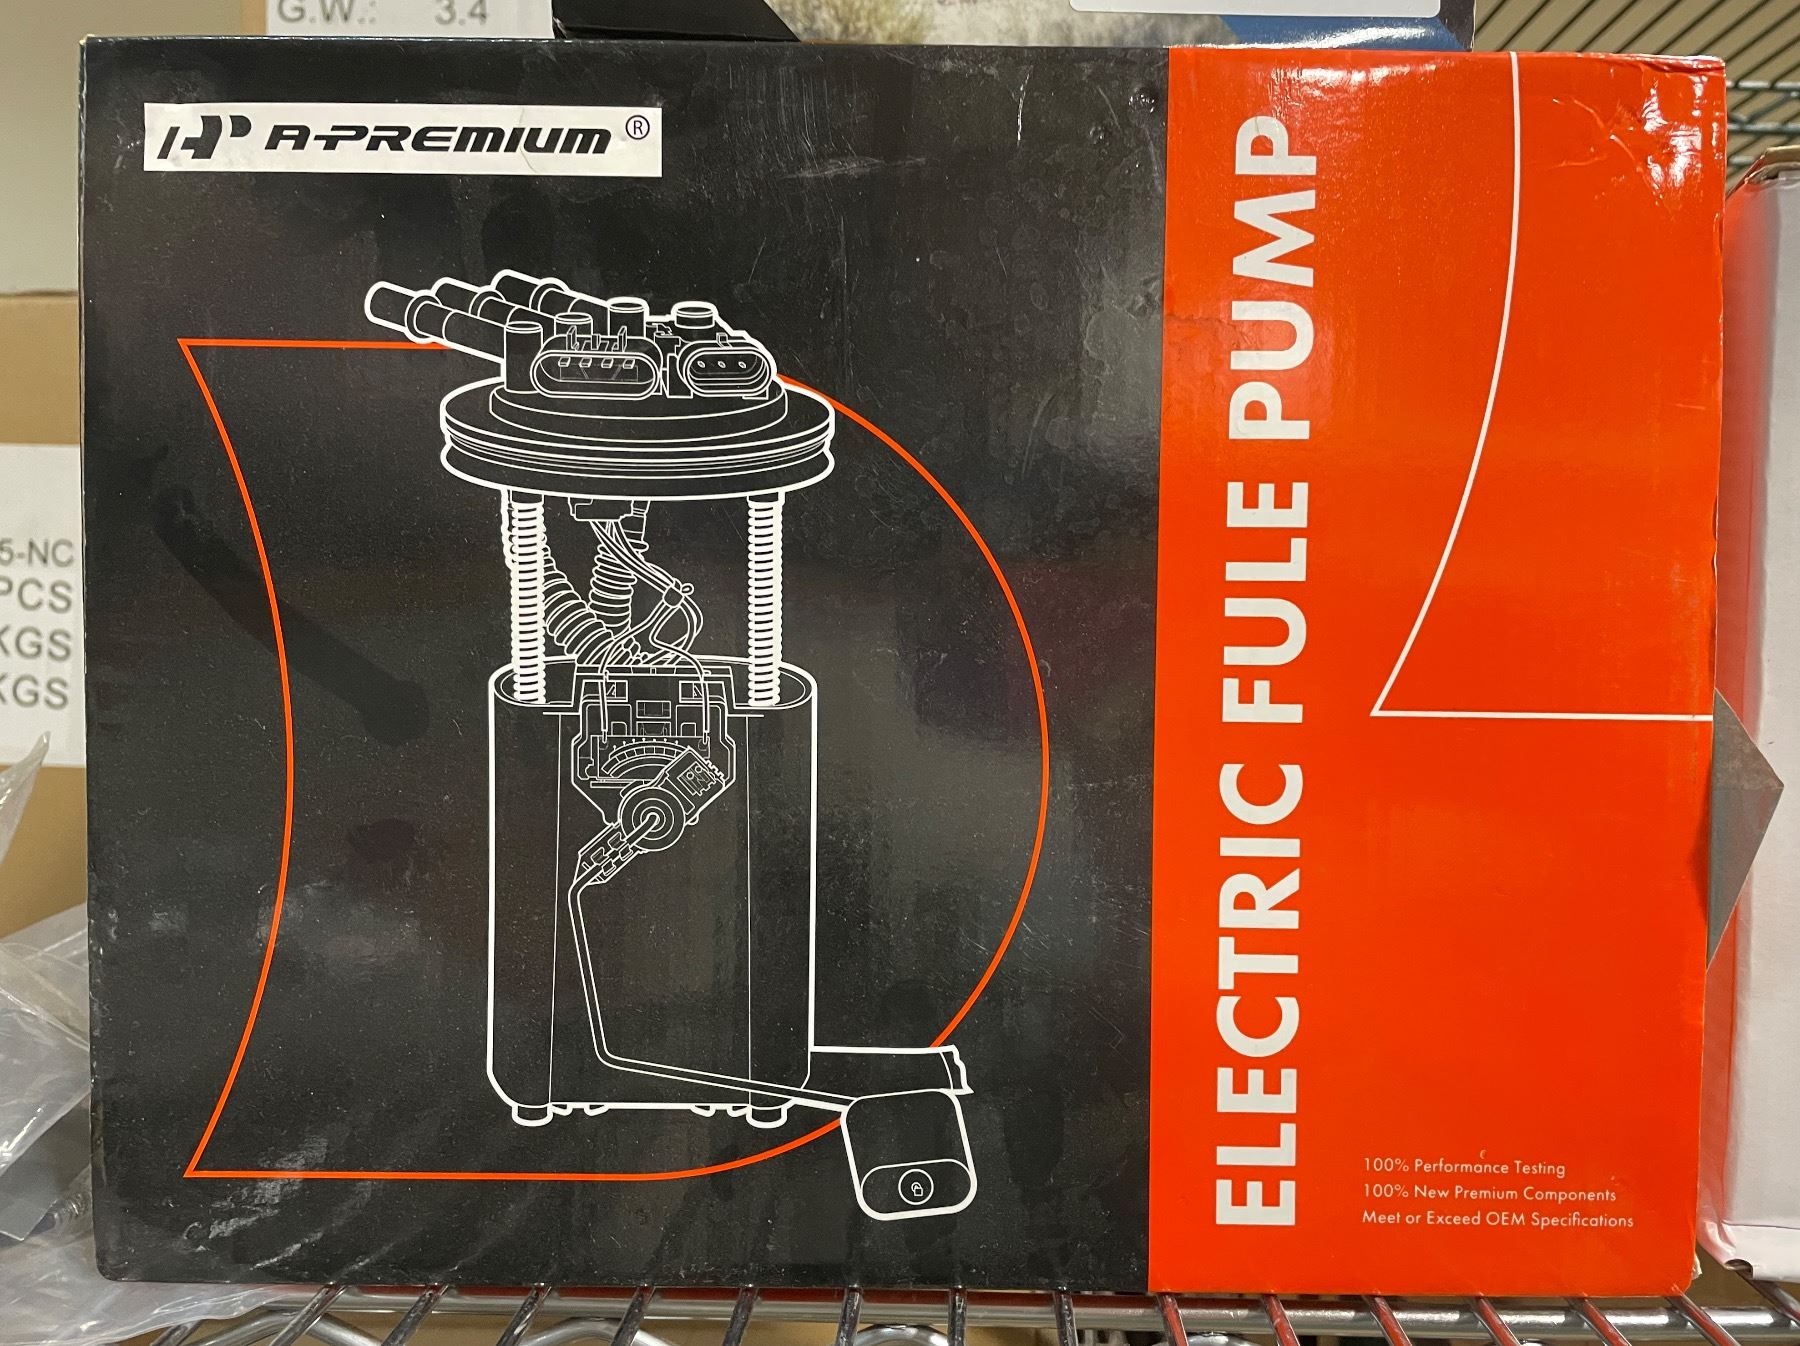 G.W.: 3.4
A-PREMIUM®
ELECTRIC FULE PUMP
5-NC
PCS
KGS
KGS
100% Performance Testing
100% New Premium Components
Meet or Exceed OEM Specifications